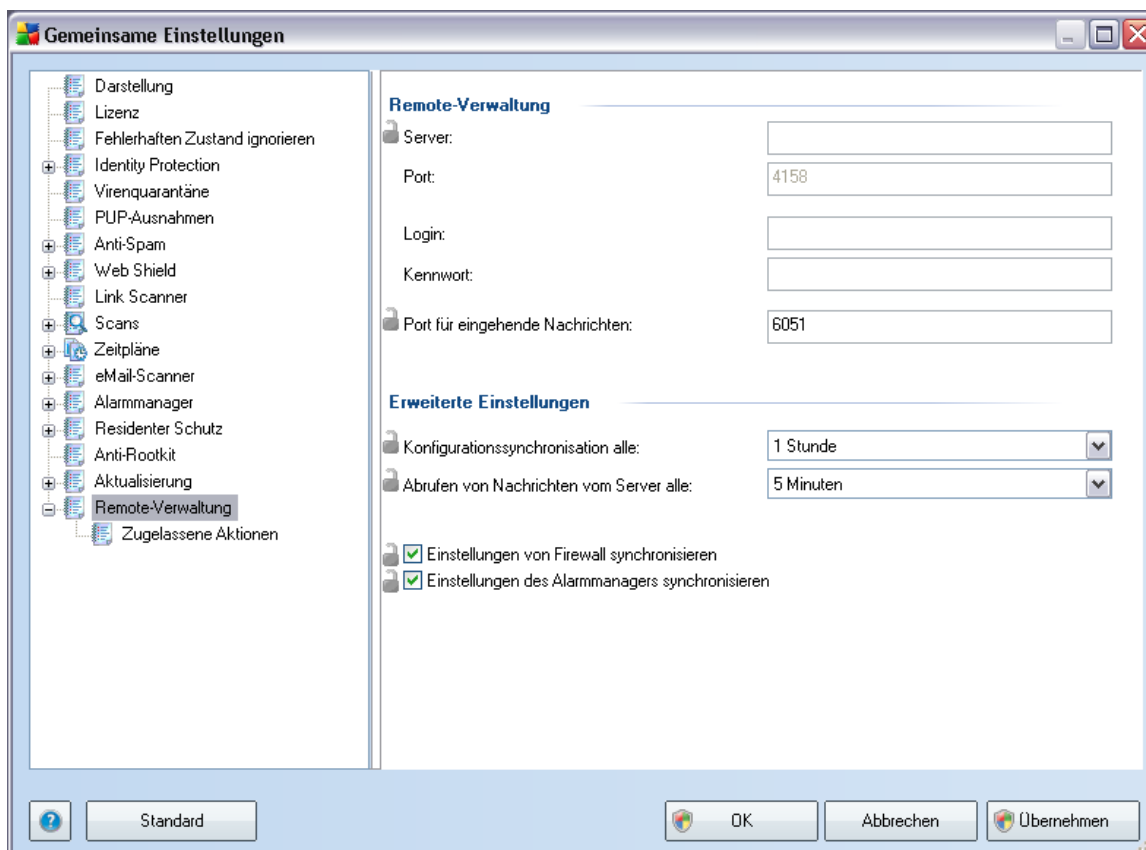 Gemeinsame Einstellungen
Darstellung
Lizenz
Fehlerhaften Zustand ignorieren
Identity Protection
Virenquarantäne
PUP-Ausnahmen
Anti-Spam
Web Shield
Link Scanner
Scans
Zeitpläne
eMail-Scanner
Alarmmanager
Residenter Schutz
Anti-Rootkit
Aktualisierung
Remote-Verwaltung
Zugelassene Aktionen
Remote-Verwaltung
Server:
Port: 4158
Login:
Kennwort:
Port für eingehende Nachrichten: 6051
Erweiterte Einstellungen
Konfigurationssynchronisation alle: 1 Stunde
Abrufen von Nachrichten vom Server alle: 5 Minuten
Einstellungen von Firewall synchronisieren
Einstellungen des Alarmmanagers synchronisieren
? Standard OK Abbrechen Übernehmen